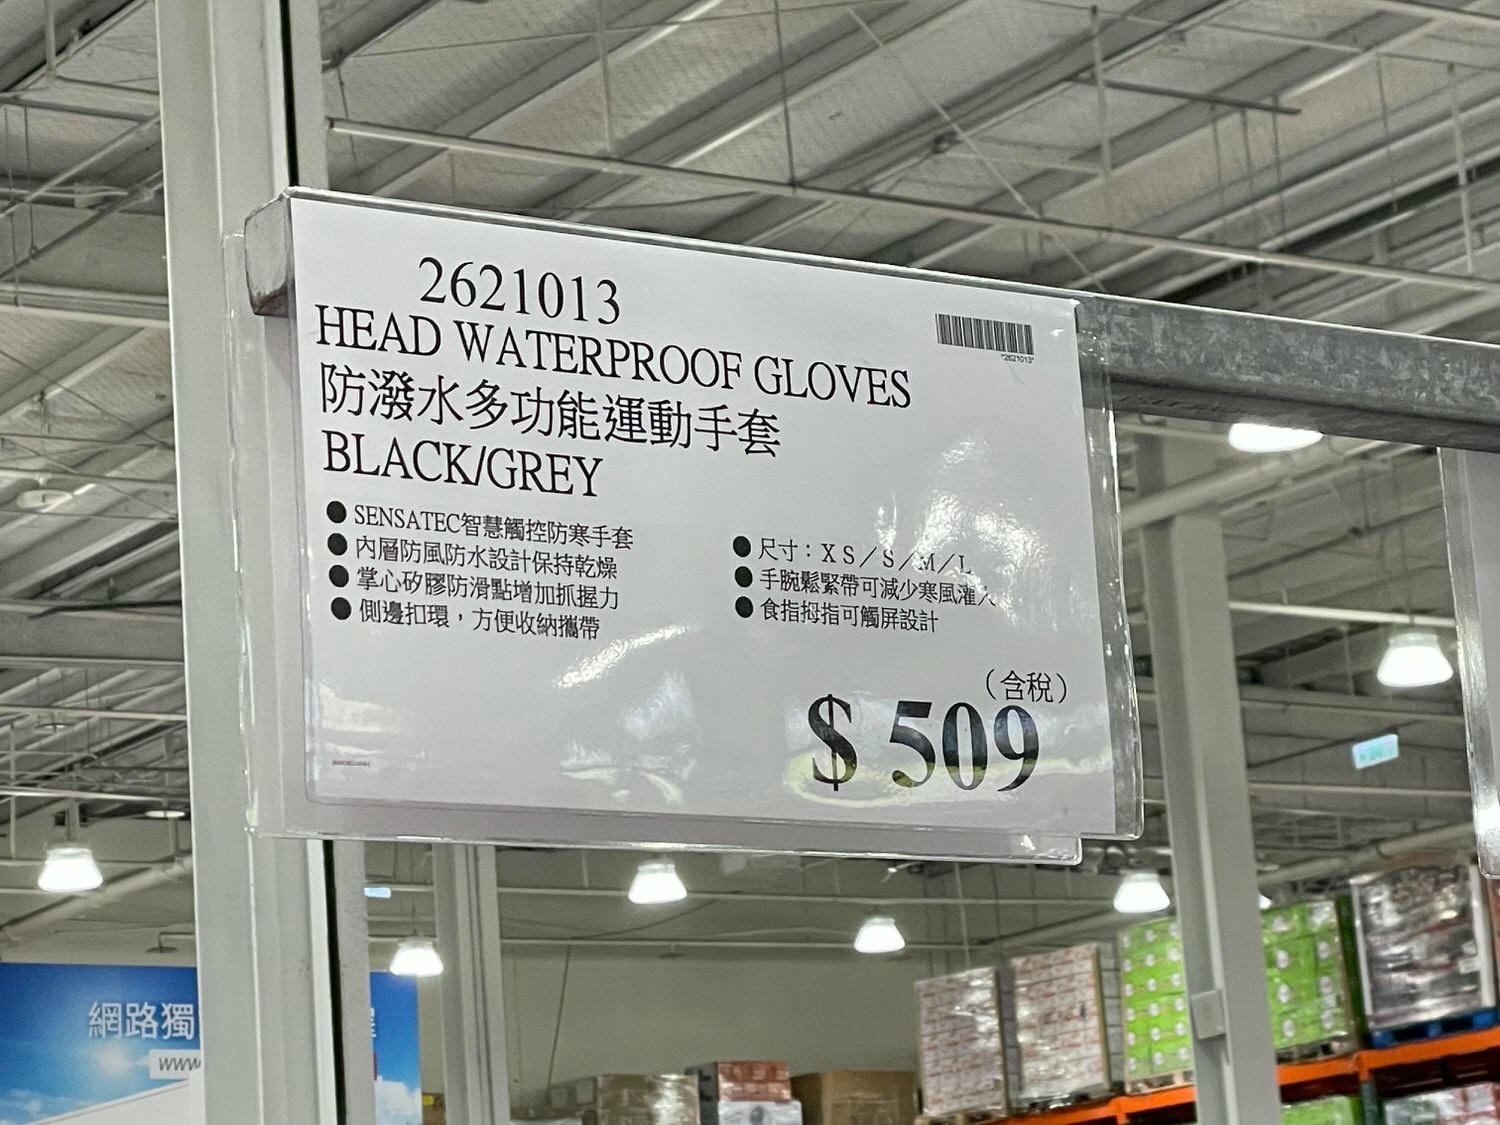 2621013
HEAD WATERPROOF GLOVES
防潑水多功能運動手套
BLACK/GREY
*2621013*
● SENSATEC智慧觸控防寒手套
● 內層防風防水設計保持乾燥
● 掌心矽膠防滑點增加抓握力
● 側邊扣環，方便收納攜帶
● 尺寸：XS／S／M／L
● 手腕鬆緊帶可減少寒風灌入
● 食指拇指可觸屏設計
（含稅）
$ 509
網路獨
www